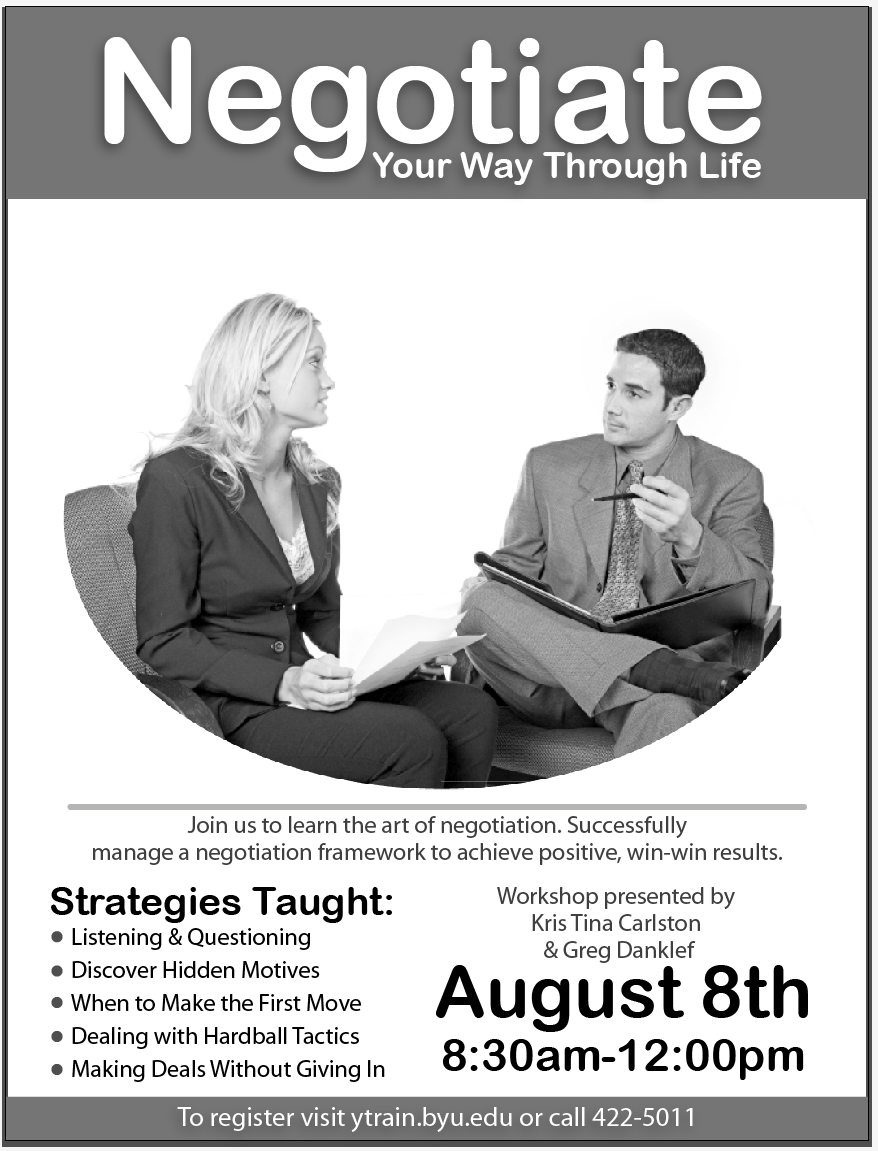 Negotiate
Your Way Through Life
Join us to learn the art of negotiation. Successfully
manage a negotiation framework to achieve positive, win-win results.
Strategies Taught:
• Listening & Questioning
• Discover Hidden Motives
• When to Make the First Move
• Dealing with Hardball Tactics
• Making Deals Without Giving In
Workshop presented by
Kris Tina Carlston
& Greg Danklef
August 8th
8:30am-12:00pm
To register visit ytrain.byu.edu or call 422-5011